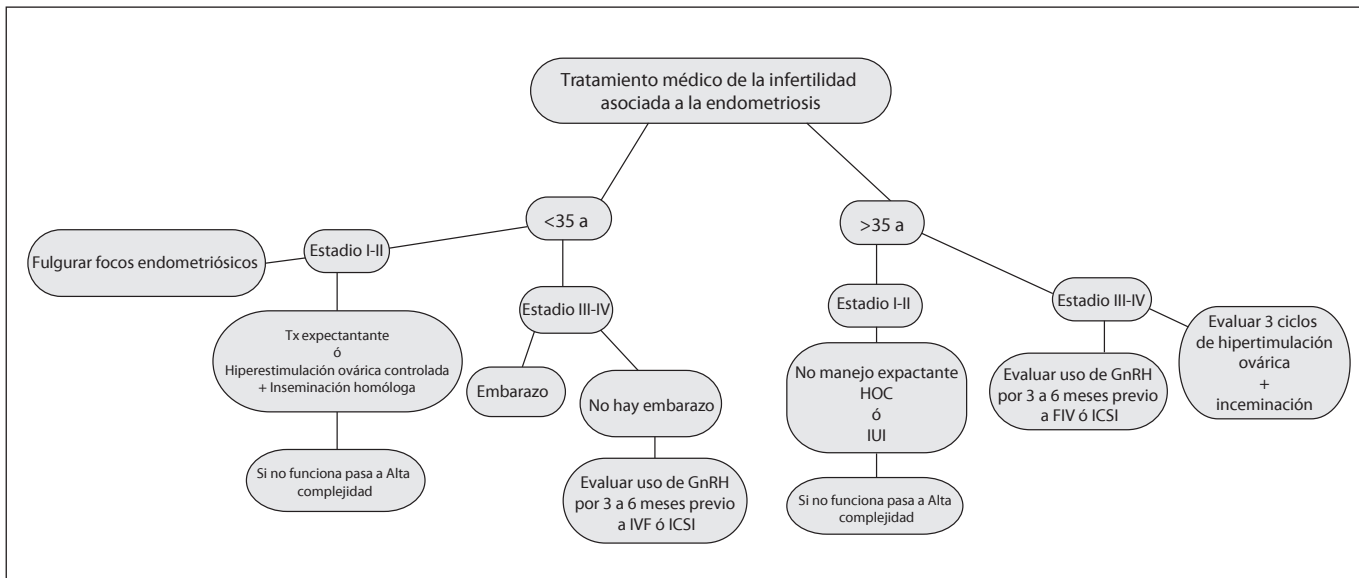 Tratamiento médico de la infertilidad
asociada a la endometriosis
<35 a
>35 a
Fulgurar focos endometriósicos
Estadio I-II
Tx expectantante
ó
Hiperestimulación ovárica controlada
+ Inseminación homóloga
Si no funciona pasa a Alta
complejidad
Estadio III-IV
Embarazo
No hay embarazo
Evaluar uso de GnRH
por 3 a 6 meses previo
a IVF ó ICSI
Estadio I-II
No manejo expactante
HOC
ó
IUI
Si no funciona pasa a Alta
complejidad
Estadio III-IV
Evaluar uso de GnRH
por 3 a 6 meses previo
a FIV ó ICSI
Evaluar 3 ciclos
de hipertimulación
ovárica
+
inceminación